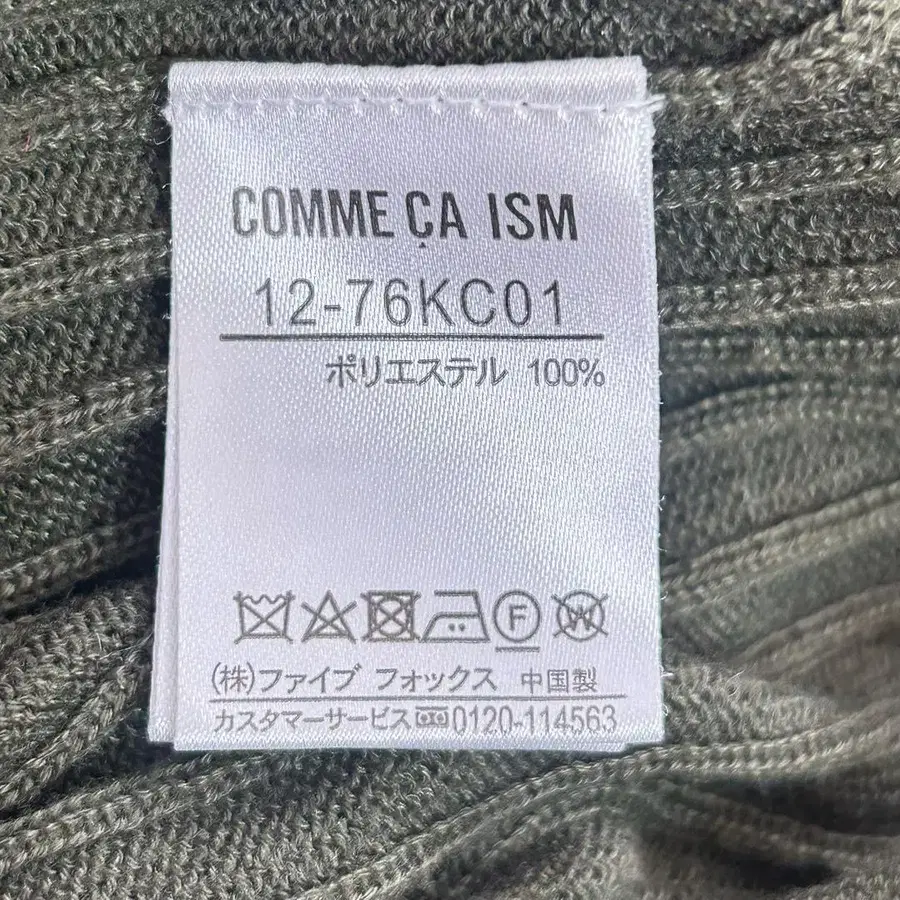 COMME ÇA ISM
12-76KC01
ポリエステル 100%
F W
(株)ファイブ フォックス 中国製
カスタマーサービス 0120-114563